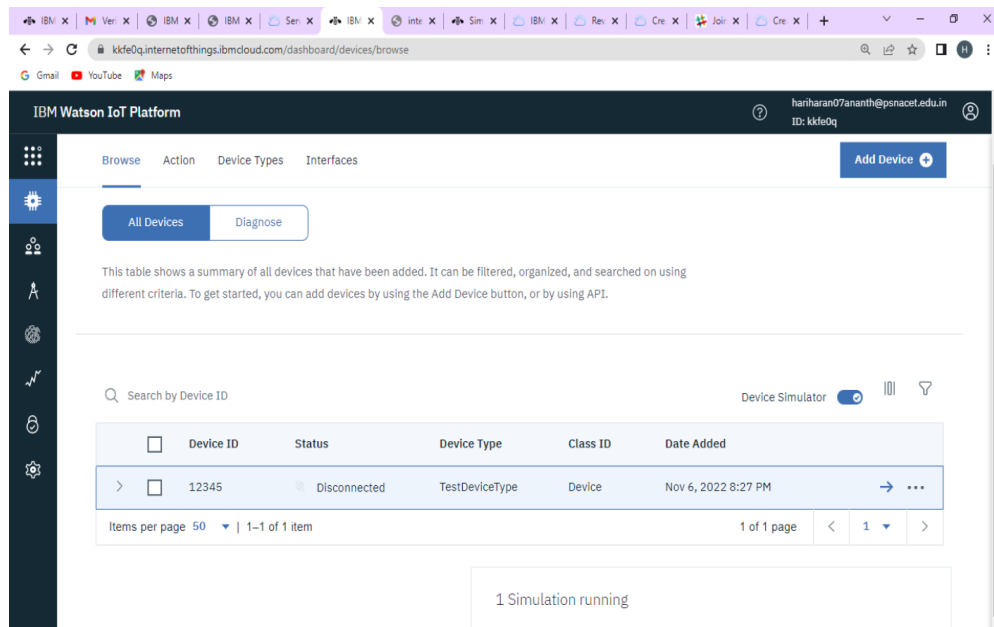 IBM Veri IBM IBM Ser IBM inte Sim IBM Rev Cre Join Cre
kkfe0q.internetofthings.ibmcloud.com/dashboard/devices/browse
Gmail YouTube Maps
IBM Watson IoT Platform
hariharan07ananth@psnacet.edu.in
ID: kkfe0q
H
Browse Action Device Types Interfaces
Add Device
All Devices Diagnose
This table shows a summary of all devices that have been added. It can be filtered, organized, and searched on using
different criteria. To get started, you can add devices by using the Add Device button, or by using API.
Search by Device ID
Device Simulator
Device ID Status Device Type Class ID Date Added
12345 Disconnected TestDeviceType Device Nov 6, 2022 8:27 PM
Items per page 50 | 1–1 of 1 item
1 of 1 page
1
1 Simulation running